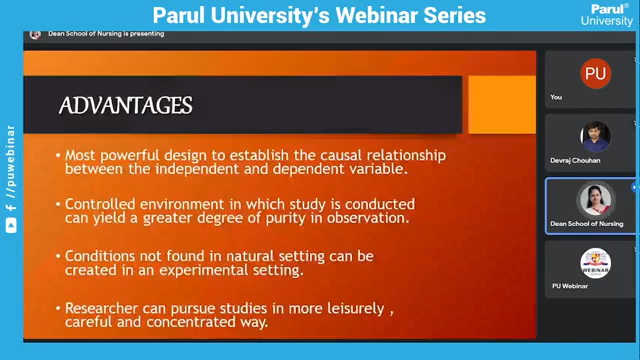 Parul University's Webinar Series
Parul®
University
Dean School of Nursing is presenting
ADVANTAGES
• Most powerful design to establish the causal relationship
between the independent and dependent variable.
• Controlled environment in which study is conducted
can yield a greater degree of purity in observation.
• Conditions not found in natural setting can be
created in an experimental setting.
• Researcher can pursue studies in more leisurely ,
careful and concentrated way.
PU
You
Devraj Chouhan
Dean School of Nursing
WEBINAR
PU Webinar
//puwebinar